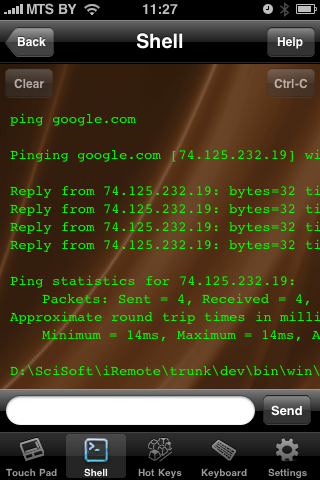 MTS BY 11:27
Back Shell Help
Clear Ctrl-C
ping google.com
Pinging google.com [74.125.232.19] wi
Reply from 74.125.232.19: bytes=32 ti
Reply from 74.125.232.19: bytes=32 ti
Reply from 74.125.232.19: bytes=32 ti
Reply from 74.125.232.19: bytes=32 ti
Ping statistics for 74.125.232.19:
Packets: Sent = 4, Received = 4,
Approximate round trip times in milli
Minimum = 14ms, Maximum = 14ms, A
D:\SciSoft\iRemote\trunk\dev\bin\win\
Send
Touch Pad Shell Hot Keys Keyboard Settings